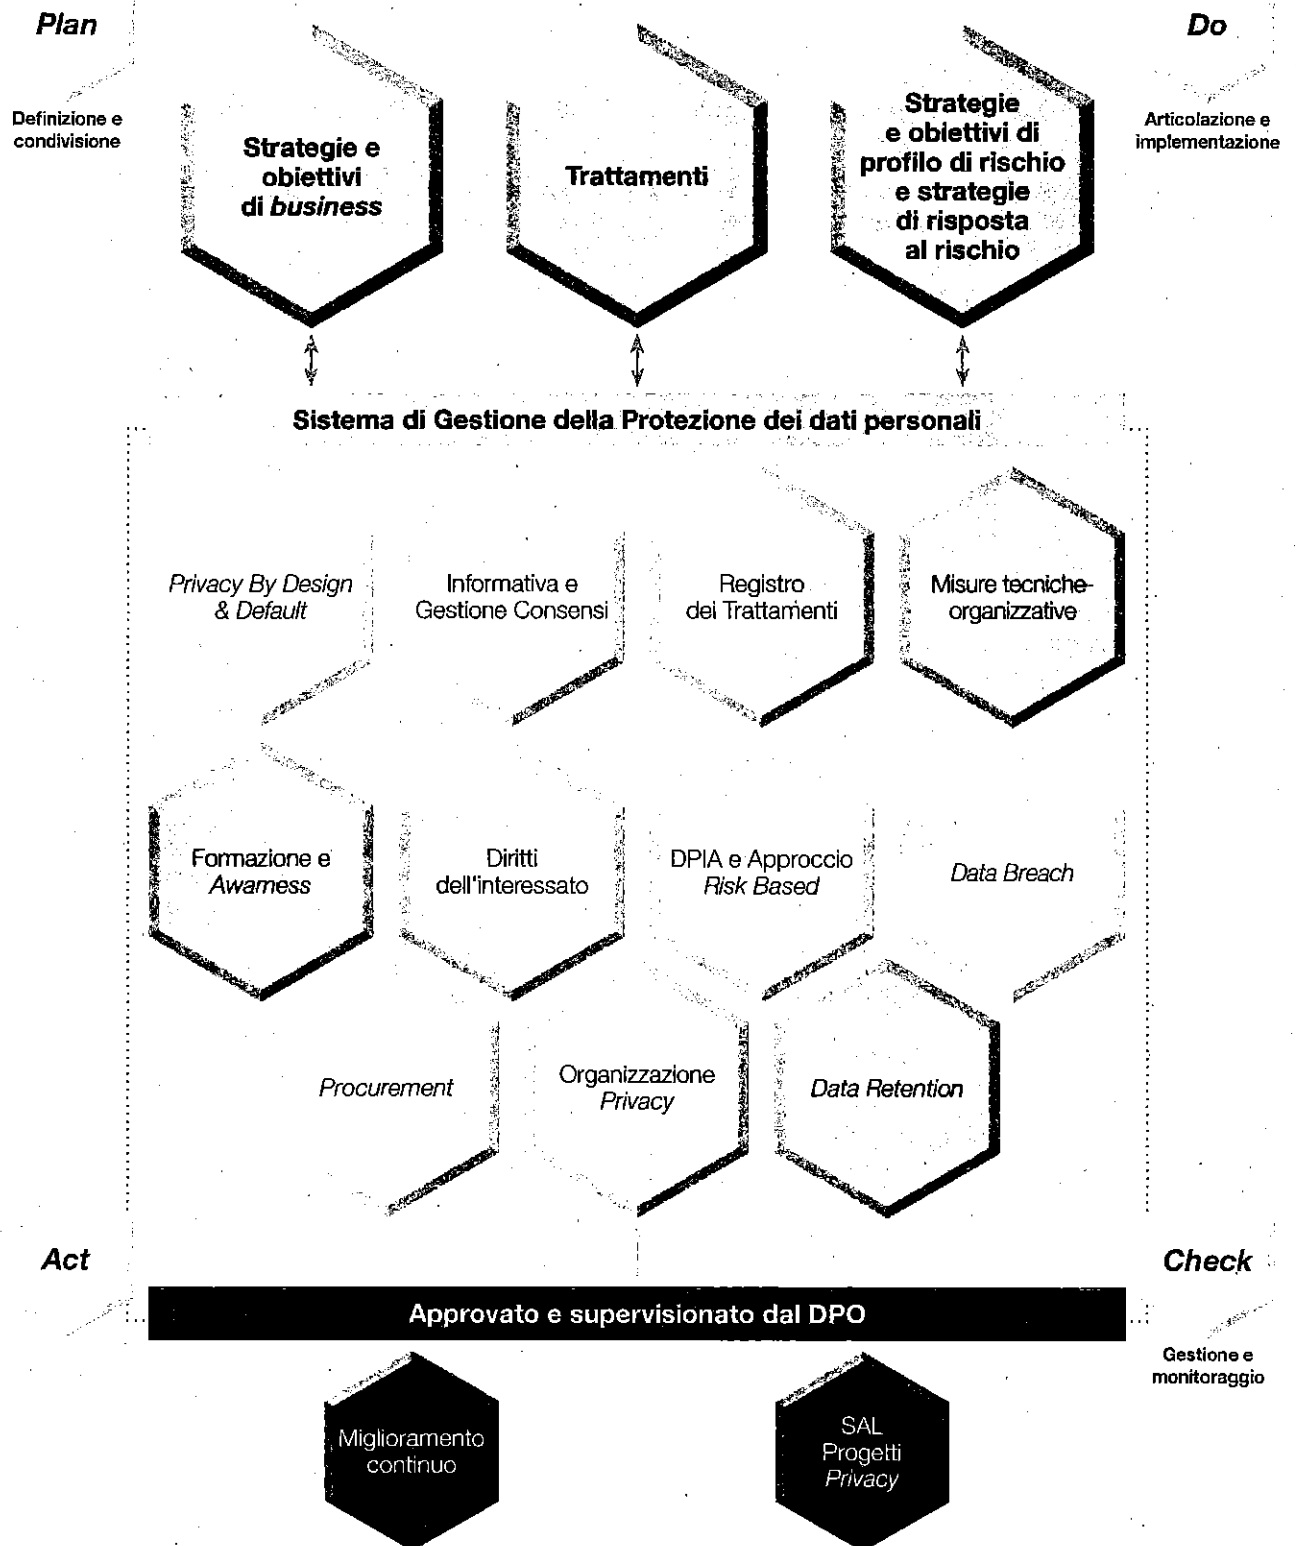 Plan
Do
Definizione e
condivisione
Articolazione e
implementazione
Strategie e
obiettivi
di business
Trattamenti
Strategie
e obiettivi di
profilo di rischio
e strategie
di risposta
al rischio
Sistema di Gestione della Protezione dei dati personali
Privacy By Design
& Default
Informativa e
Gestione Consensi
Registro
dei Trattamenti
Misure tecniche-
organizzative
Formazione e
Awarness
Diritti
dell'interessato
DPIA e Approccio
Risk Based
Data Breach
Procurement
Organizzazione
Privacy
Data Retention
Act
Check
Approvato e supervisionato dal DPO
Gestione e
monitoraggio
Miglioramento
continuo
SAL
Progetti
Privacy